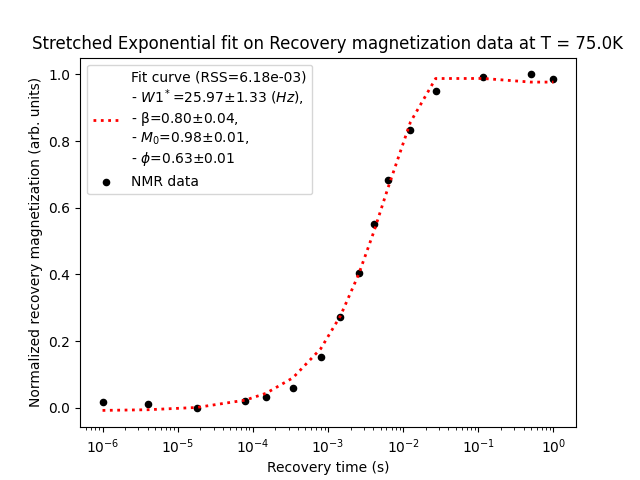 Stretched Exponential fit on Recovery magnetization data at T = 75.0K
Normalized recovery magnetization (arb. units)
1.0
0.8
0.6
0.4
0.2
0.0
Fit curve (RSS=6.18e-03)
- W1*=25.97±1.33 (Hz),
- β=0.80±0.04,
- M₀=0.98±0.01,
- ϕ=0.63±0.01
NMR data
10⁻⁶ 10⁻⁵ 10⁻⁴ 10⁻³ 10⁻² 10⁻¹ 10⁰
Recovery time (s)